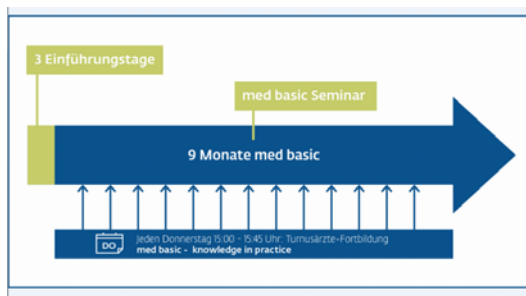 3 Einführungstage
med basic Seminar
9 Monate med basic
DO
Jeden Donnerstag 15:00 - 15:45 Uhr: Turnusärzte-Fortbildung
med basic - knowledge in practice